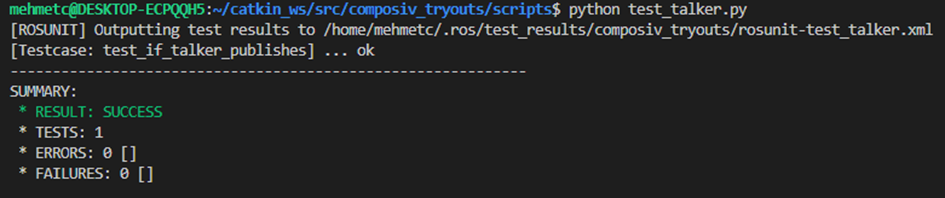 mehmetc@DESKTOP-ECPQQH5:~/catkin_ws/src/composiv_tryouts/scripts$ python test_talker.py
[ROSUNIT] Outputting test results to /home/mehmetc/.ros/test_results/composiv_tryouts/rosunit-test_talker.xml
[Testcase: test_if_talker_publishes] ... ok
-------------------------------------------------------------
SUMMARY:
 * RESULT: SUCCESS
 * TESTS: 1
 * ERRORS: 0 []
 * FAILURES: 0 []